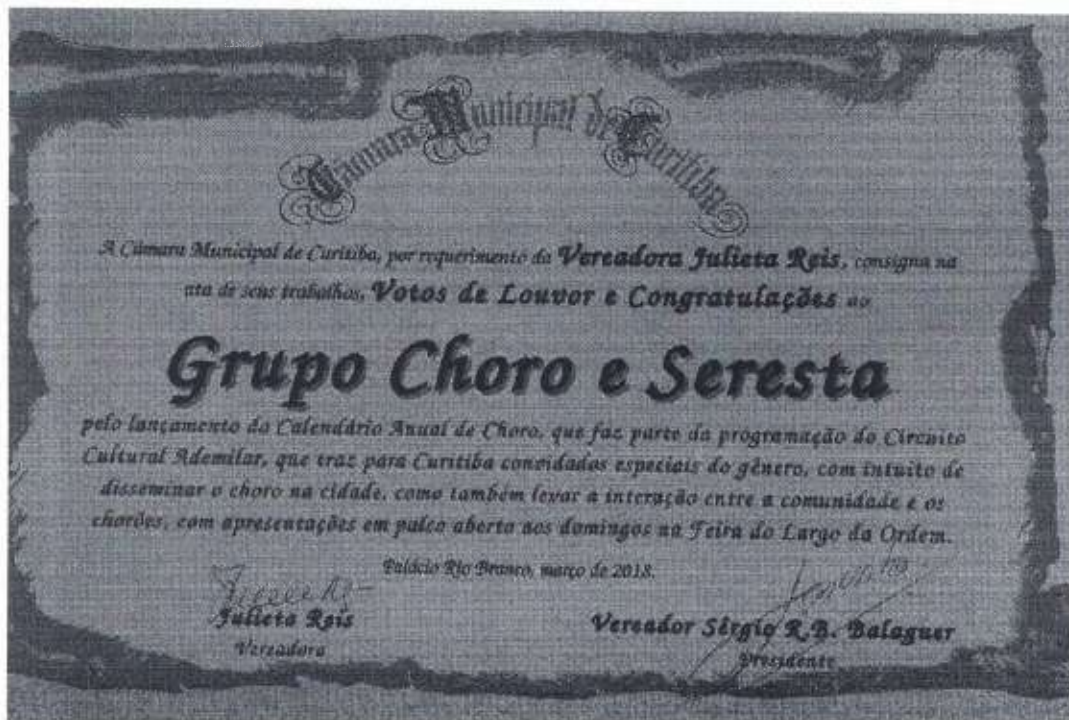 Câmara Municipal de Curitiba
A Câmara Municipal de Curitiba, por requerimento da Vereadora Julieta Reis, consigna na
ata de seus trabalhos, Votos de Louvor e Congratulações ao
Grupo Choro e Seresta
pelo lançamento do Calendário Anual de Choro, que faz parte da programação do Circuito
Cultural Ademilar, que traz para Curitiba convidados especiais do gênero, com intuito de
disseminar o choro na cidade, como também levar a interação entre a comunidade e os
chorões, com apresentações em palco aberto aos domingos na Feira do Largo da Ordem.
Palácio Rio Branco, março de 2018.
Julieta Reis
Vereadora
Vereador Sérgio R.B. Balaguer
Presidente